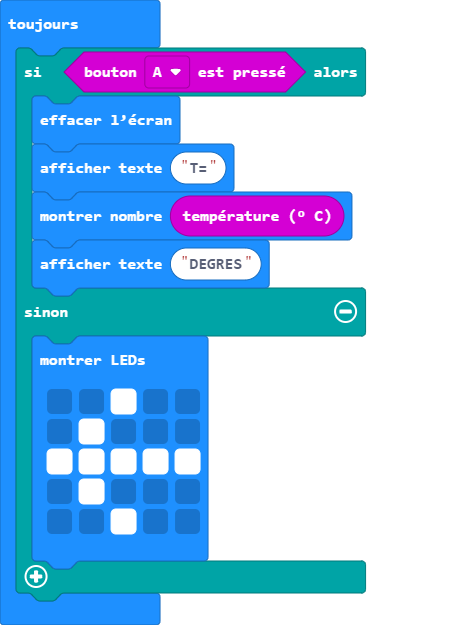 toujours
si bouton A est pressé alors
effacer l'écran
afficher texte "T="
montrer nombre température (º C)
afficher texte "DEGRES"
sinon
montrer LEDs